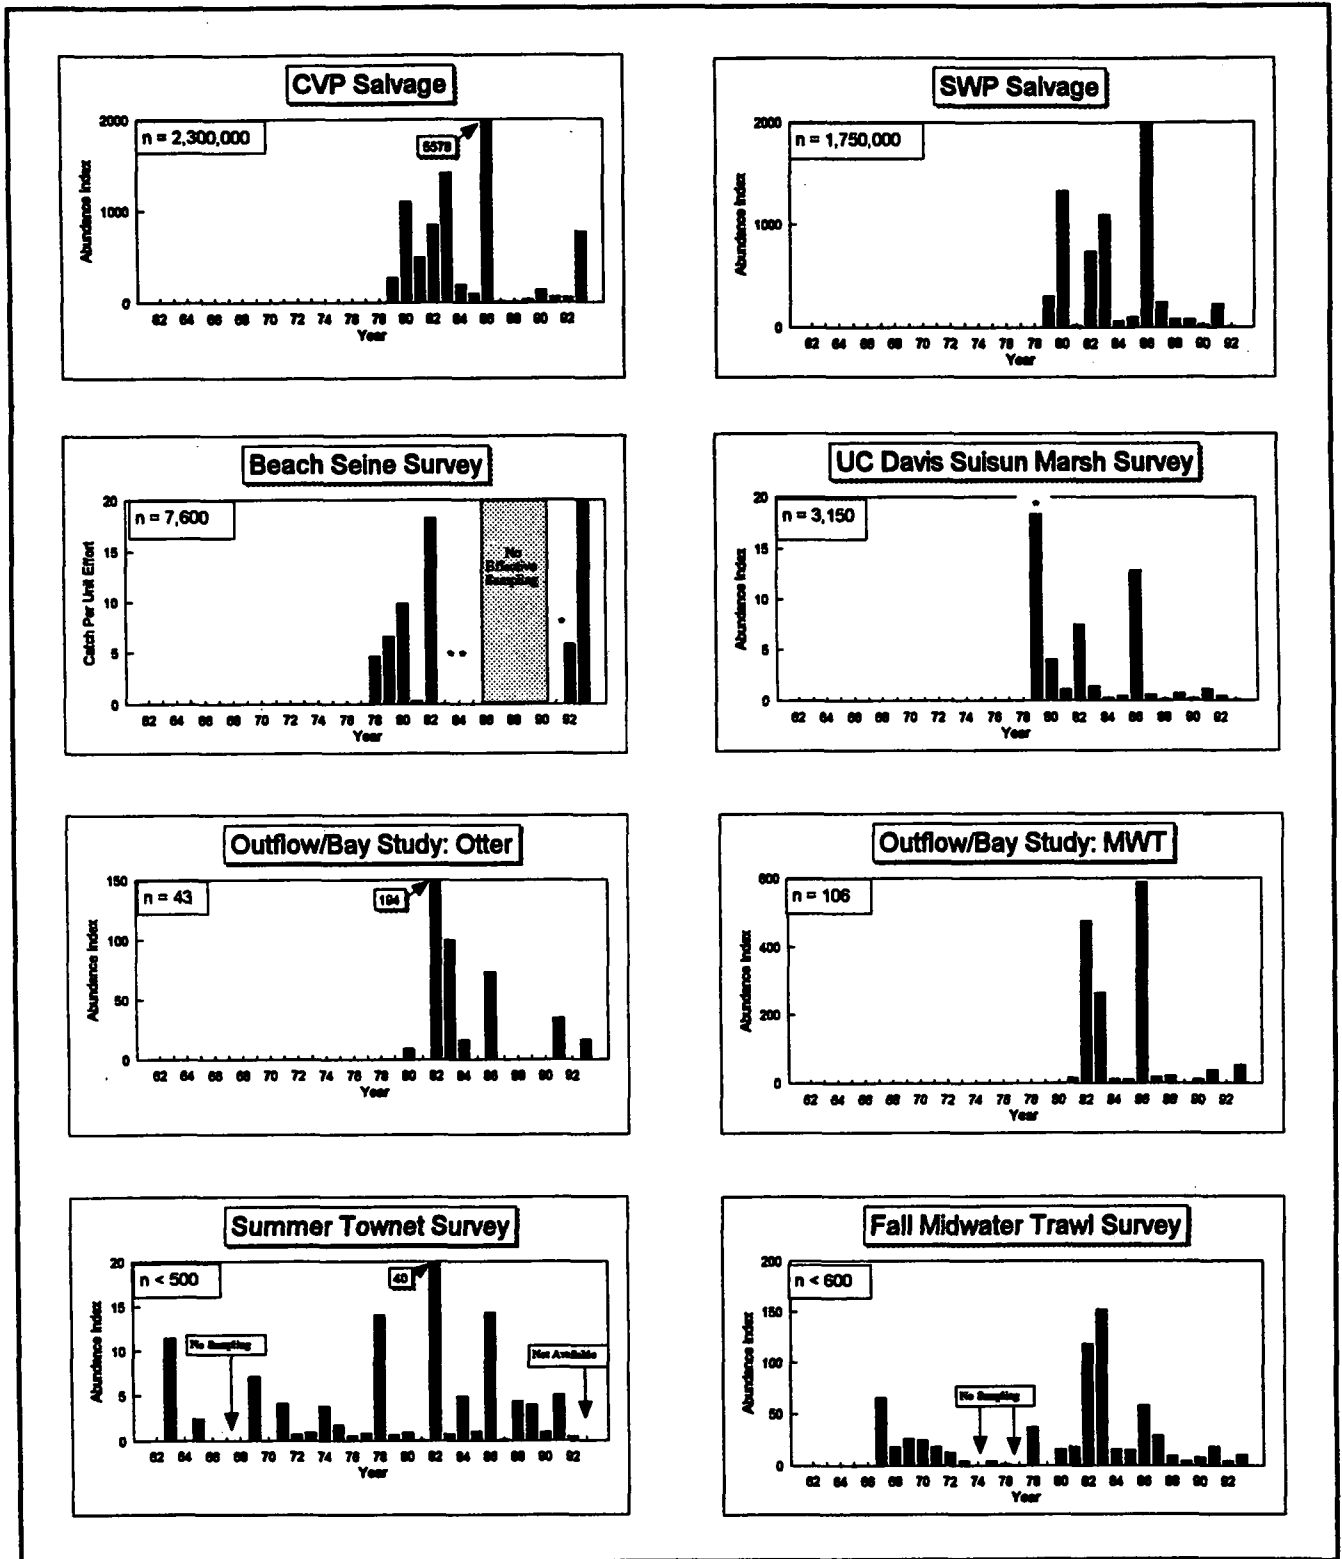 CVP Salvage
n = 2,300,000
5578
2000
1000
0
Abundance Index
62 64 66 68 70 72 74 76 78 80 82 84 86 88 90 92
Year
SWP Salvage
n = 1,750,000
2000
1000
0
Abundance Index
62 64 66 68 70 72 74 76 78 80 82 84 86 88 90 92
Year
Beach Seine Survey
n = 7,600
20
15
10
5
0
Catch Per Unit Effort
No
Effective
Sampling
* *
*
62 64 66 68 70 72 74 76 78 80 82 84 86 88 90 92
Year
UC Davis Suisun Marsh Survey
n = 3,150
*
20
15
10
5
0
Abundance Index
62 64 66 68 70 72 74 76 78 80 82 84 86 88 90 92
Year
Outflow/Bay Study: Otter
n = 43
194
150
100
50
0
Abundance Index
62 64 66 68 70 72 74 76 78 80 82 84 86 88 90 92
Year
Outflow/Bay Study: MWT
n = 106
600
400
200
0
Abundance Index
62 64 66 68 70 72 74 76 78 80 82 84 86 88 90 92
Year
Summer Townet Survey
n < 500
40
No Sampling
Not Available
20
15
10
5
0
Abundance Index
62 64 66 68 70 72 74 76 78 80 82 84 86 88 90 92
Year
Fall Midwater Trawl Survey
n < 600
No Sampling
200
150
100
50
0
Abundance Index
62 64 66 68 70 72 74 76 78 80 82 84 86 88 90 92
Year